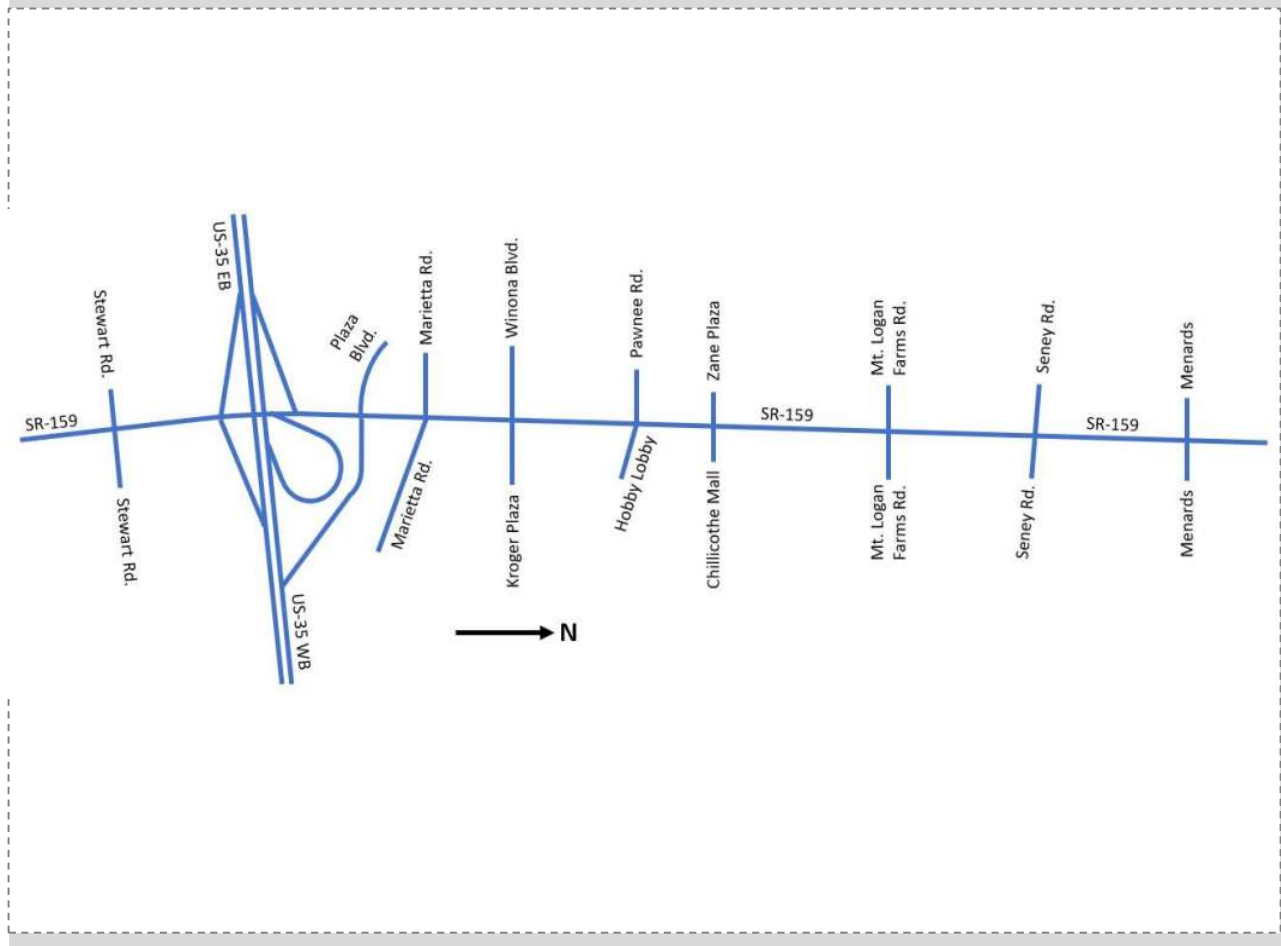 US-35 EB
Stewart Rd.
Plaza
Blvd.
Marietta Rd.
Winona Blvd.
Pawnee Rd.
Zane Plaza
Mt. Logan
Farms Rd.
Seney Rd.
Menards
SR-159
SR-159
SR-159
Stewart Rd.
Marietta Rd.
Kroger Plaza
Hobby Lobby
Chillicothe Mall
Mt. Logan
Farms Rd.
Seney Rd.
Menards
US-35 WB
N